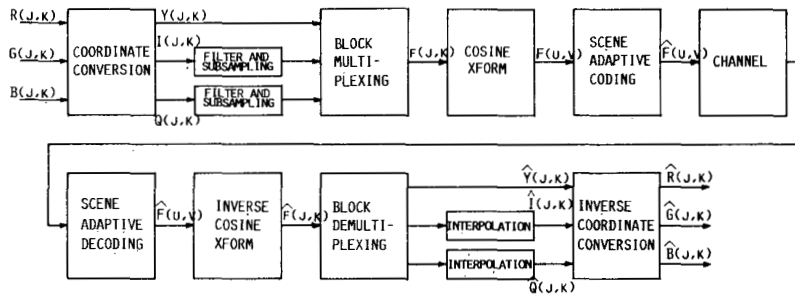 R(J,K)
G(J,K)
B(J,K)
COORDINATE
CONVERSION
Y(J,K)
I(J,K)
FILTER AND
SUBSAMPLING
FILTER AND
SUBSAMPLING
Q(J,K)
BLOCK
MULTI-
PLEXING
F(J,K)
COSINE
XFORM
F(U,V)
SCENE
ADAPTIVE
CODING
F̂(U,V)
CHANNEL
SCENE
ADAPTIVE
DECODING
F̂(U,V)
INVERSE
COSINE
XFORM
F̂(J,K)
BLOCK
DEMULTI-
PLEXING
Ŷ(J,K)
Î(J,K)
INTERPOLATION
INTERPOLATION
Q̂(J,K)
INVERSE
COORDINATE
CONVERSION
R̂(J,K)
Ĝ(J,K)
B̂(J,K)